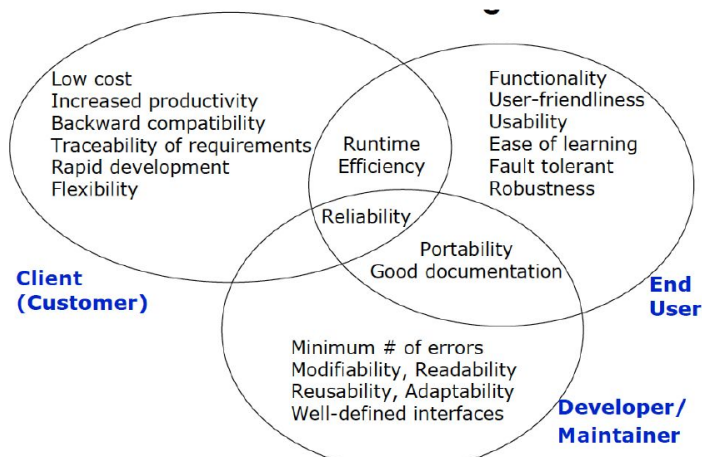 Low cost
Increased productivity
Backward compatibility
Traceability of requirements
Rapid development
Flexibility
Runtime
Efficiency
Functionality
User-friendliness
Usability
Ease of learning
Fault tolerant
Robustness
Reliability
Portability
Good documentation
Client
(Customer)
End
User
Minimum # of errors
Modifiability, Readability
Reusability, Adaptability
Well-defined interfaces
Developer/
Maintainer